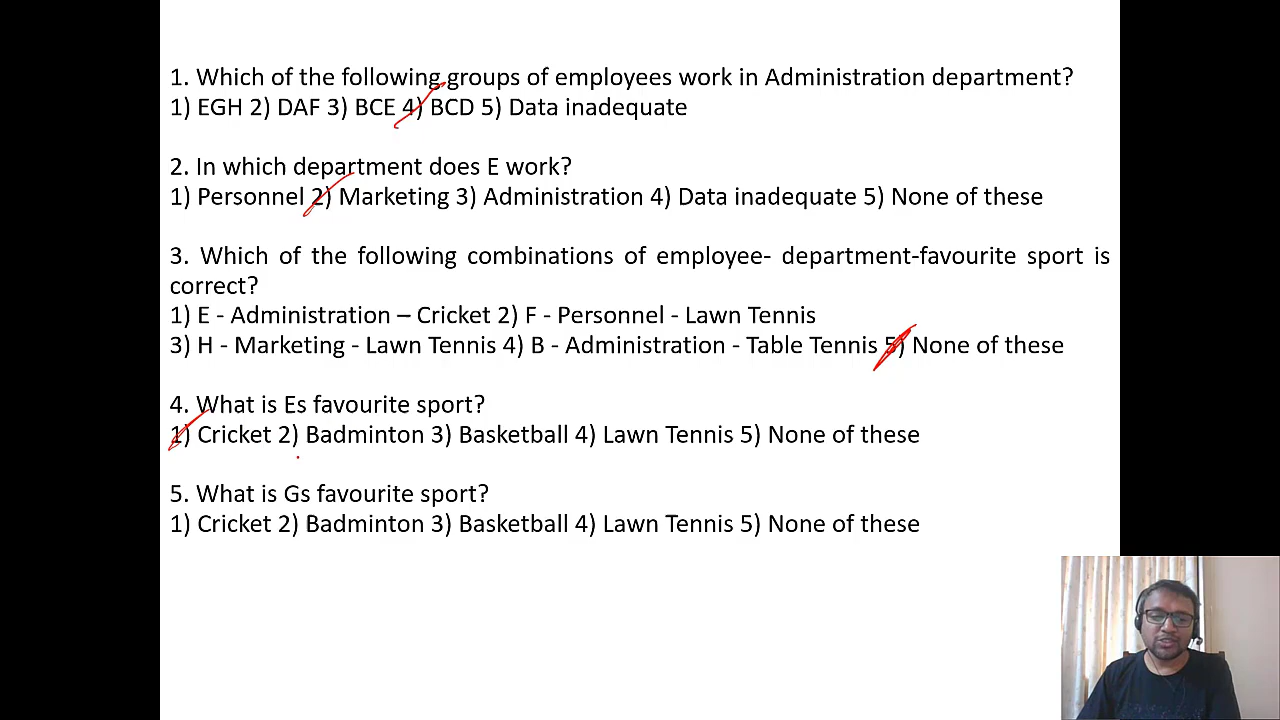 1. Which of the following groups of employees work in Administration department?
1) EGH 2) DAF 3) BCE 4) BCD 5) Data inadequate
2. In which department does E work?
1) Personnel 2) Marketing 3) Administration 4) Data inadequate 5) None of these
3. Which of the following combinations of employee- department-favourite sport is
correct?
1) E - Administration – Cricket 2) F - Personnel - Lawn Tennis
3) H - Marketing - Lawn Tennis 4) B - Administration - Table Tennis 5) None of these
4. What is Es favourite sport?
1) Cricket 2) Badminton 3) Basketball 4) Lawn Tennis 5) None of these
5. What is Gs favourite sport?
1) Cricket 2) Badminton 3) Basketball 4) Lawn Tennis 5) None of these